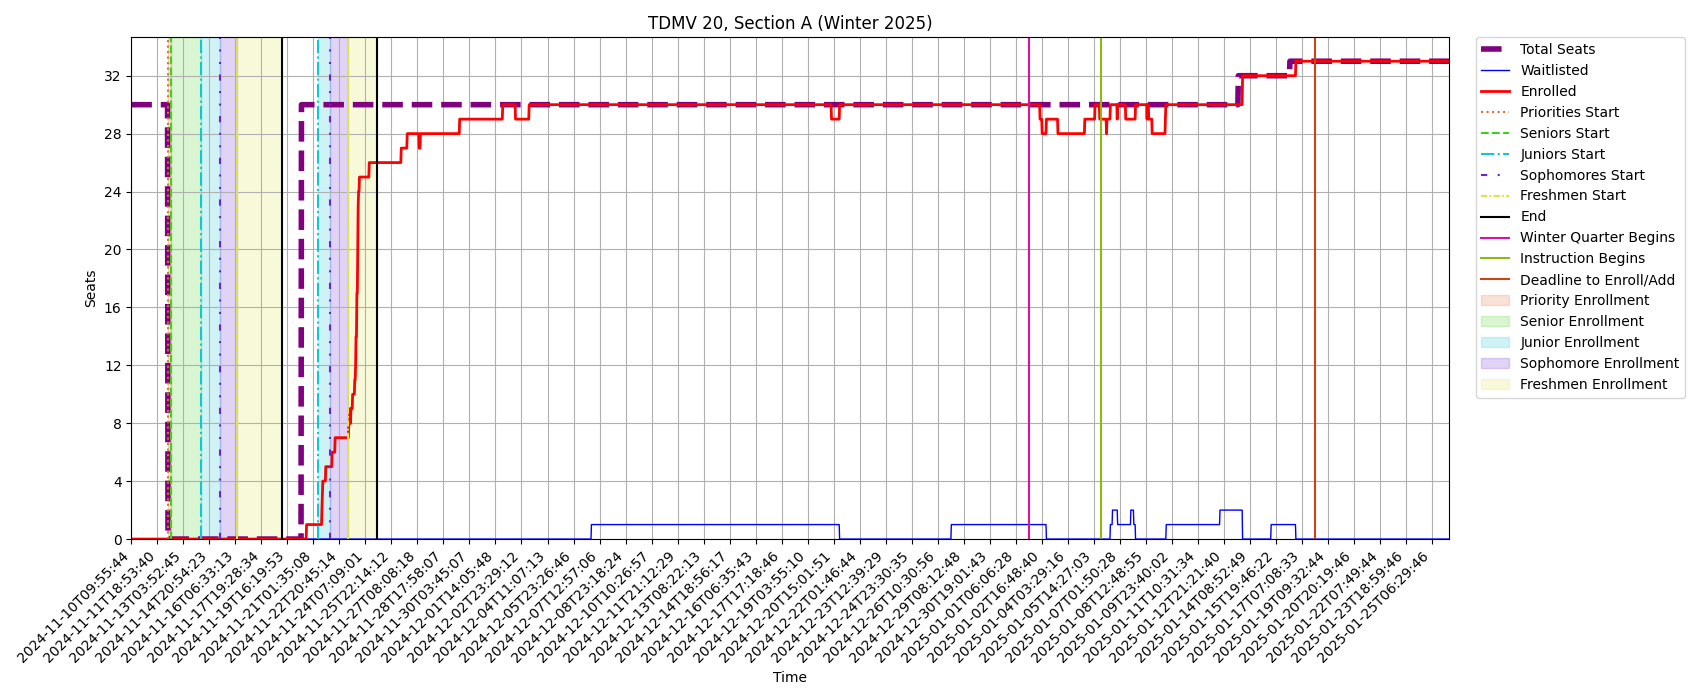 TDMV 20, Section A (Winter 2025)
Seats
32
28
24
20
16
12
8
4
0
2024-11-10T09:55:44
2024-11-11T18:53:40
2024-11-13T03:52:45
2024-11-14T20:54:23
2024-11-16T06:33:13
2024-11-17T19:28:34
2024-11-19T16:19:53
2024-11-21T01:35:08
2024-11-22T20:45:14
2024-11-24T07:09:01
2024-11-25T22:14:12
2024-11-27T08:08:18
2024-11-28T17:58:07
2024-11-30T03:45:07
2024-12-01T14:05:48
2024-12-02T23:29:12
2024-12-04T11:07:13
2024-12-05T23:26:46
2024-12-07T12:57:06
2024-12-08T23:18:24
2024-12-10T10:26:57
2024-12-11T21:12:29
2024-12-13T08:22:13
2024-12-14T18:56:17
2024-12-16T06:35:43
2024-12-17T17:18:46
2024-12-19T03:55:10
2024-12-20T15:01:51
2024-12-22T01:46:44
2024-12-23T12:39:29
2024-12-24T23:30:35
2024-12-26T10:30:56
2024-12-29T08:12:48
2024-12-30T19:01:43
2025-01-01T06:06:28
2025-01-02T16:48:40
2025-01-04T03:29:16
2025-01-05T14:27:03
2025-01-07T01:50:28
2025-01-08T12:48:55
2025-01-09T23:40:02
2025-01-11T10:31:34
2025-01-12T21:21:40
2025-01-14T08:52:49
2025-01-15T19:46:22
2025-01-17T07:08:33
2025-01-19T09:32:44
2025-01-20T20:19:46
2025-01-22T07:49:44
2025-01-23T18:59:46
2025-01-25T06:29:46
Time
Total Seats
Waitlisted
Enrolled
Priorities Start
Seniors Start
Juniors Start
Sophomores Start
Freshmen Start
End
Winter Quarter Begins
Instruction Begins
Deadline to Enroll/Add
Priority Enrollment
Senior Enrollment
Junior Enrollment
Sophomore Enrollment
Freshmen Enrollment